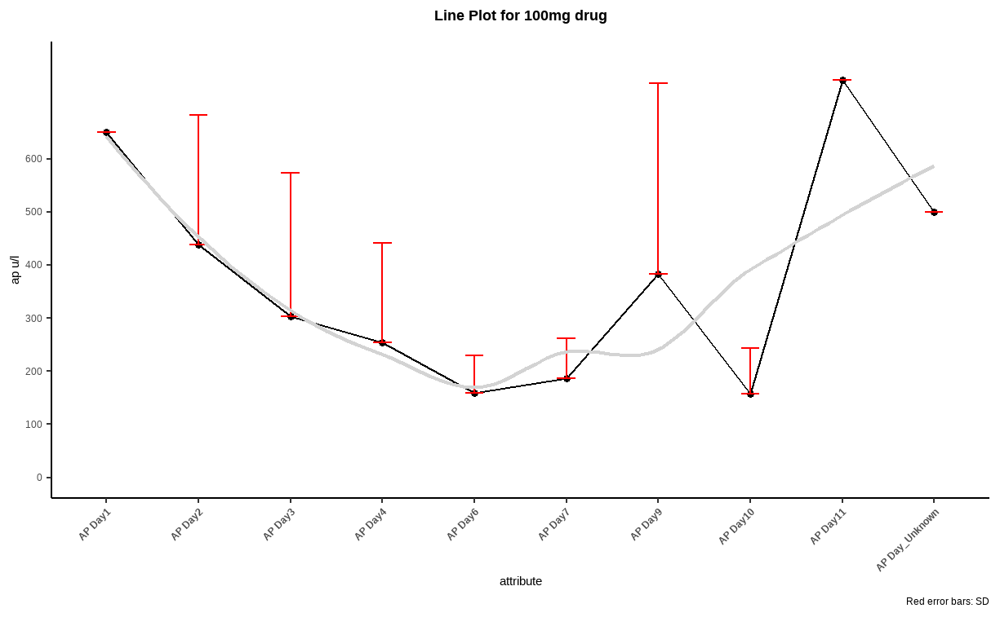 Line Plot for 100mg drug
ap u/l
600
500
400
300
200
100
0
AP Day1
AP Day2
AP Day3
AP Day4
AP Day6
AP Day7
AP Day9
AP Day10
AP Day11
AP Day_Unknown
attribute
Red error bars: SD